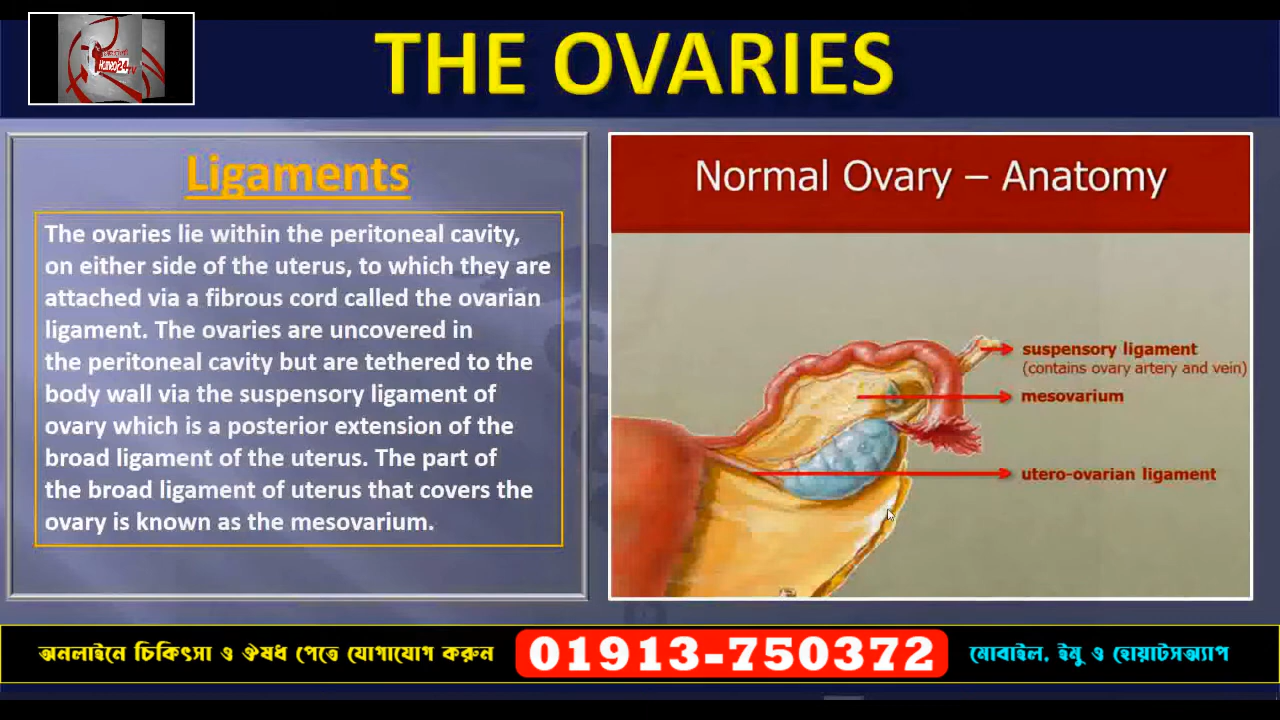 THE OVARIES
Ligaments
The ovaries lie within the peritoneal cavity,
on either side of the uterus, to which they are
attached via a fibrous cord called the ovarian
ligament. The ovaries are uncovered in
the peritoneal cavity but are tethered to the
body wall via the suspensory ligament of
ovary which is a posterior extension of the
broad ligament of the uterus. The part of
the broad ligament of uterus that covers the
ovary is known as the mesovarium.
Normal Ovary – Anatomy
suspensory ligament
(contains ovary artery and vein)
mesovarium
utero-ovarian ligament
অনলাইনে চিকিৎসা ও ঔষধ পেতে যোগাযোগ করুন
01913-750372
মোবাইল, ইমু ও হোয়াটসঅ্যাপ